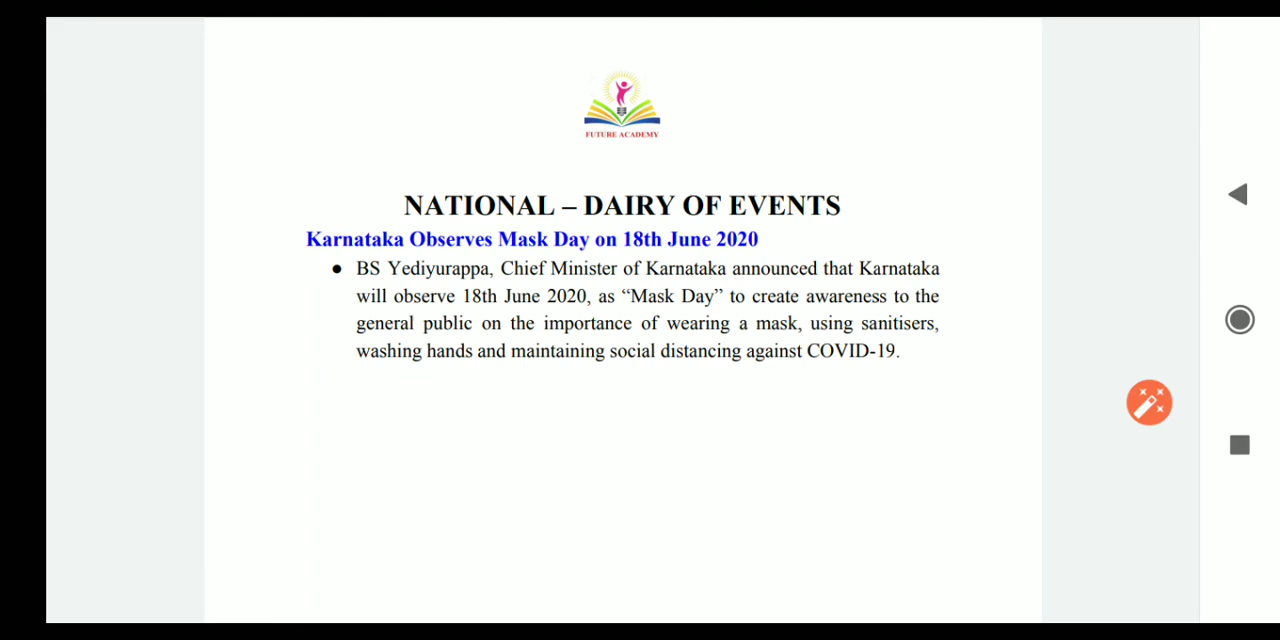 FUTURE ACADEMY
NATIONAL – DAIRY OF EVENTS
Karnataka Observes Mask Day on 18th June 2020
● BS Yediyurappa, Chief Minister of Karnataka announced that Karnataka
will observe 18th June 2020, as “Mask Day” to create awareness to the
general public on the importance of wearing a mask, using sanitisers,
washing hands and maintaining social distancing against COVID-19.